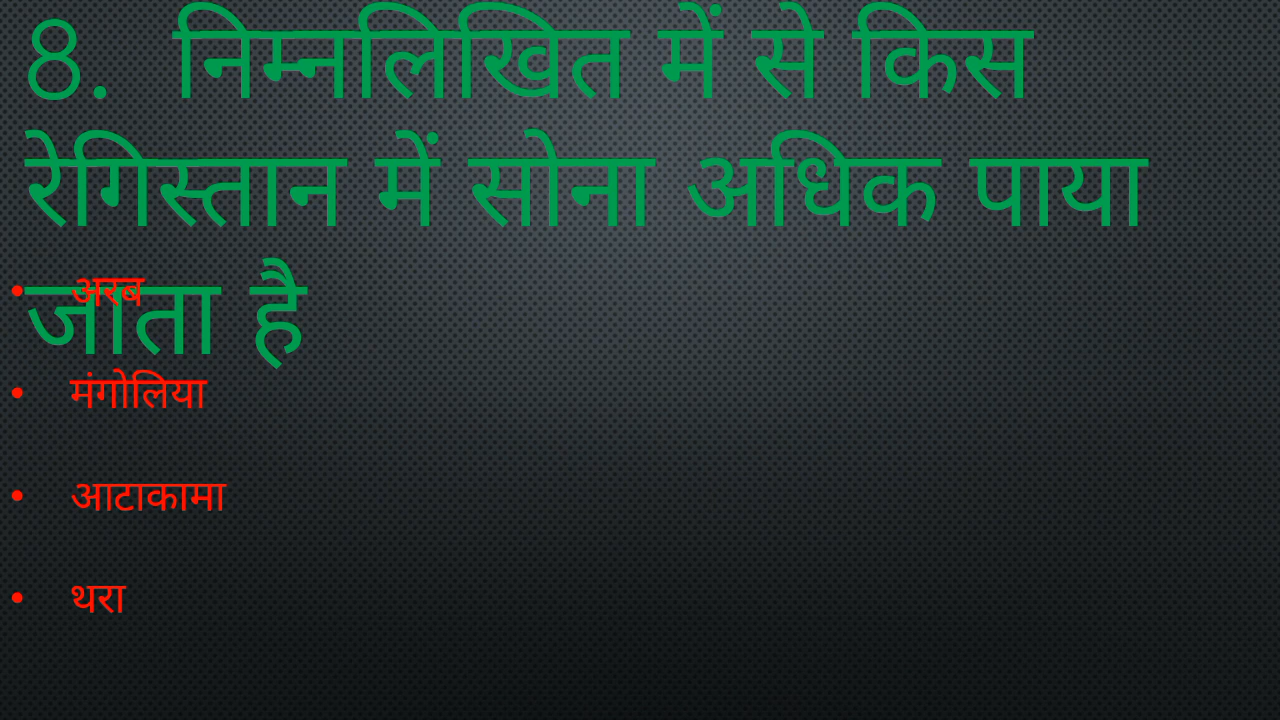 8. निम्नलिखित में से किस
रेगिस्तान में सोना अधिक पाया
जाता है
• अरब
• मंगोलिया
• आटाकामा
• थरा